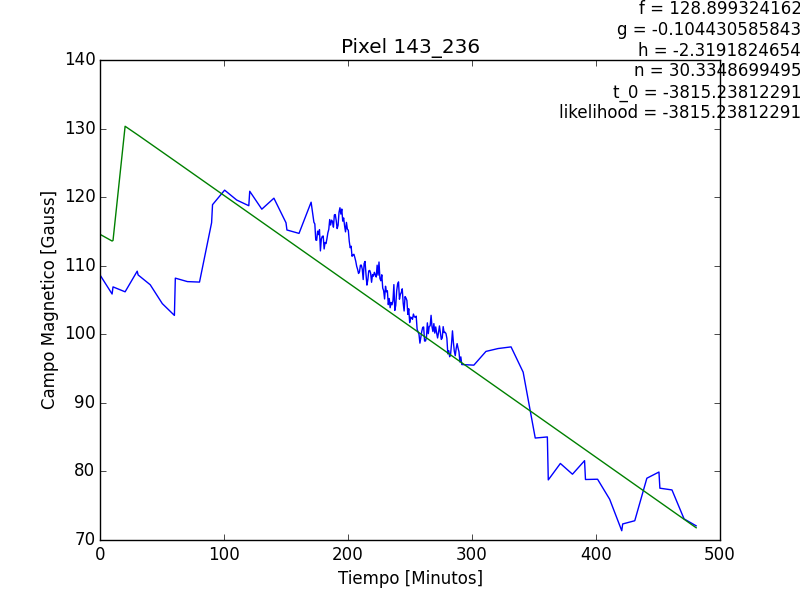 f = 128.899324162
g = -0.104430585843
h = -2.3191824654
n = 30.3348699495
t_0 = -3815.23812291
likelihood = -3815.23812291
Pixel 143_236
140
130
120
110
100
90
80
70
Campo Magnetico [Gauss]
0 100 200 300 400 500
Tiempo [Minutos]